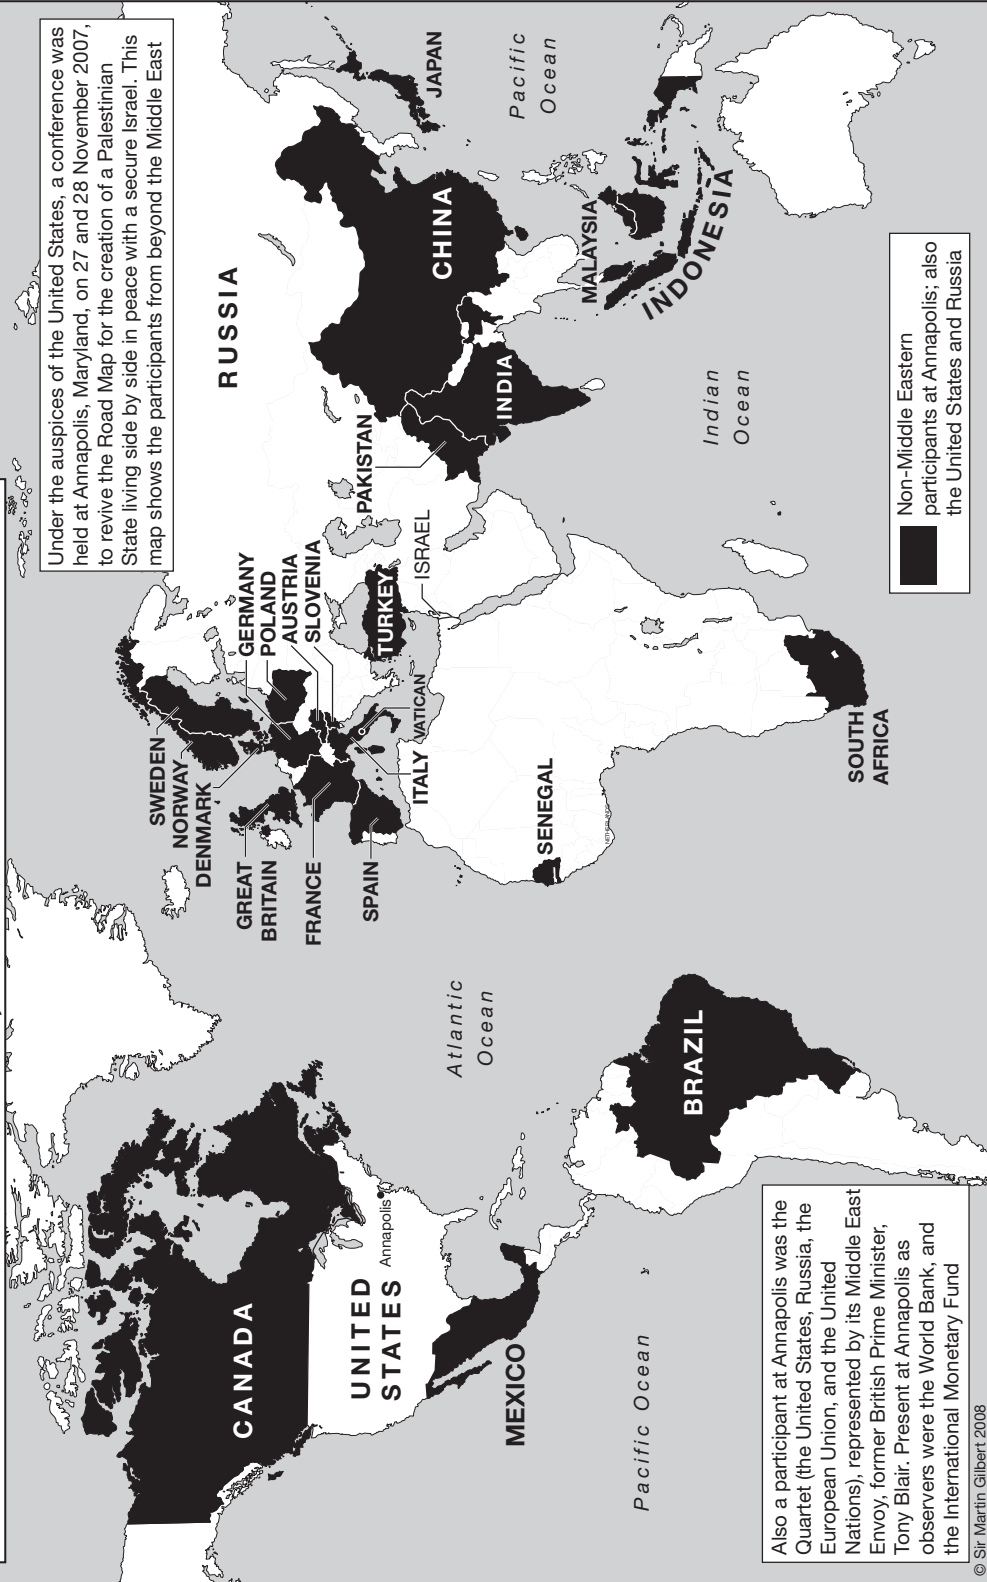 Under the auspices of the United States, a conference was
held at Annapolis, Maryland, on 27 and 28 November 2007,
to revive the Road Map for the creation of a Palestinian
State living side by side in peace with a secure Israel. This
map shows the participants from beyond the Middle East
CANADA
UNITED
STATES
Annapolis
MEXICO
BRAZIL
Pacific Ocean
Atlantic
Ocean
SWEDEN
NORWAY
DENMARK
GREAT
BRITAIN
FRANCE
SPAIN
GERMANY
POLAND
AUSTRIA
SLOVENIA
ITALY
VATICAN
TURKEY
ISRAEL
SENEGAL
NETHERLANDS
SOUTH
AFRICA
RUSSIA
PAKISTAN
INDIA
CHINA
JAPAN
MALAYSIA
INDONESIA
Pacific
Ocean
Indian
Ocean
Also a participant at Annapolis was the
Quartet (the United States, Russia, the
European Union, and the United
Nations), represented by its Middle East
Envoy, former British Prime Minister,
Tony Blair. Present at Annapolis as
observers were the World Bank, and
the International Monetary Fund
Non-Middle Eastern
participants at Annapolis; also
the United States and Russia
© Sir Martin Gilbert 2008